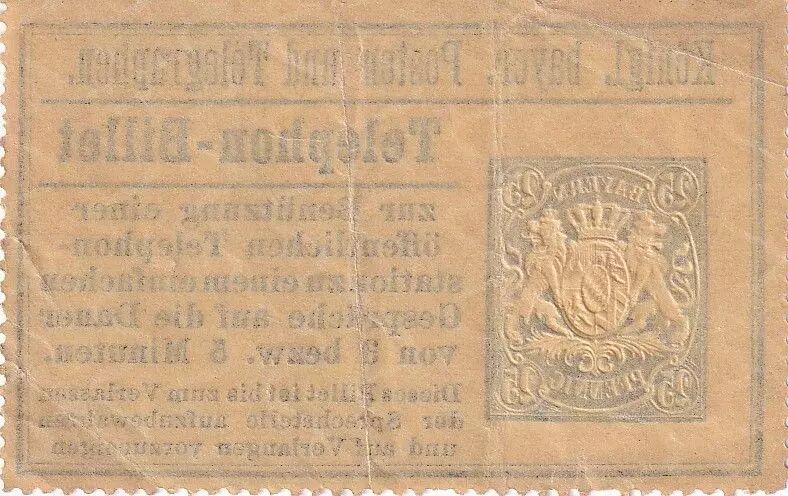 Königl. bayer. Posten und Telegraphen.
Telephon-Billet
zur Benützung einer
öffentlichen Telephon-
station zu einem einfachen
Gespräche auf die Dauer
von 3 bezw. 5 Minuten.
Dieses Billet ist bis zum Verlassen
der Sprechstelle aufzubewahren
und auf Verlangen vorzuzeigen
25 BAYERN 25
25 PFENNIG 25